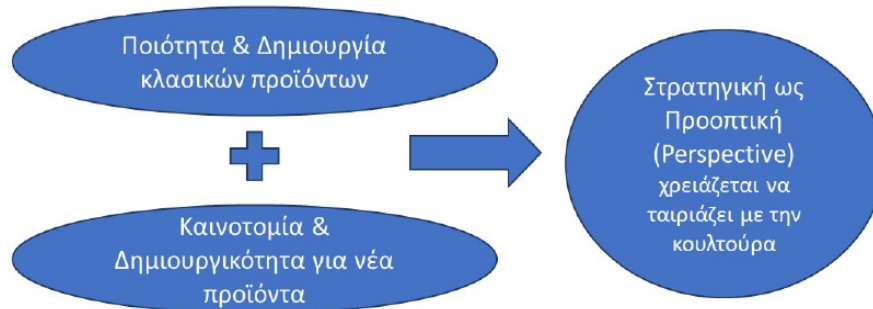 Ποιότητα & Δημιουργία
κλασικών προϊόντων
Καινοτομία &
Δημιουργικότητα για νέα
προϊόντα
Στρατηγική ως
Προοπτική
(Perspective)
χρειάζεται να
ταιριάζει με την
κουλτούρα